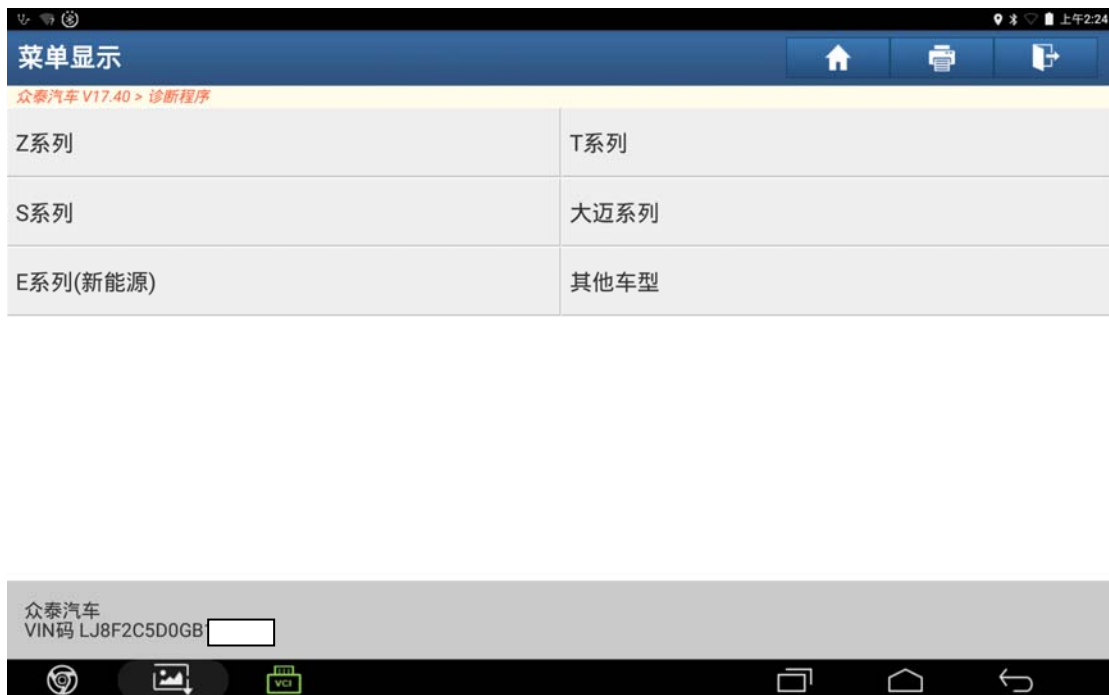 上午2:24
菜单显示
众泰汽车 V17.40 > 诊断程序
Z系列
T系列
S系列
大迈系列
E系列(新能源)
其他车型
众泰汽车
VIN码 LJ8F2C5D0GB
VCI